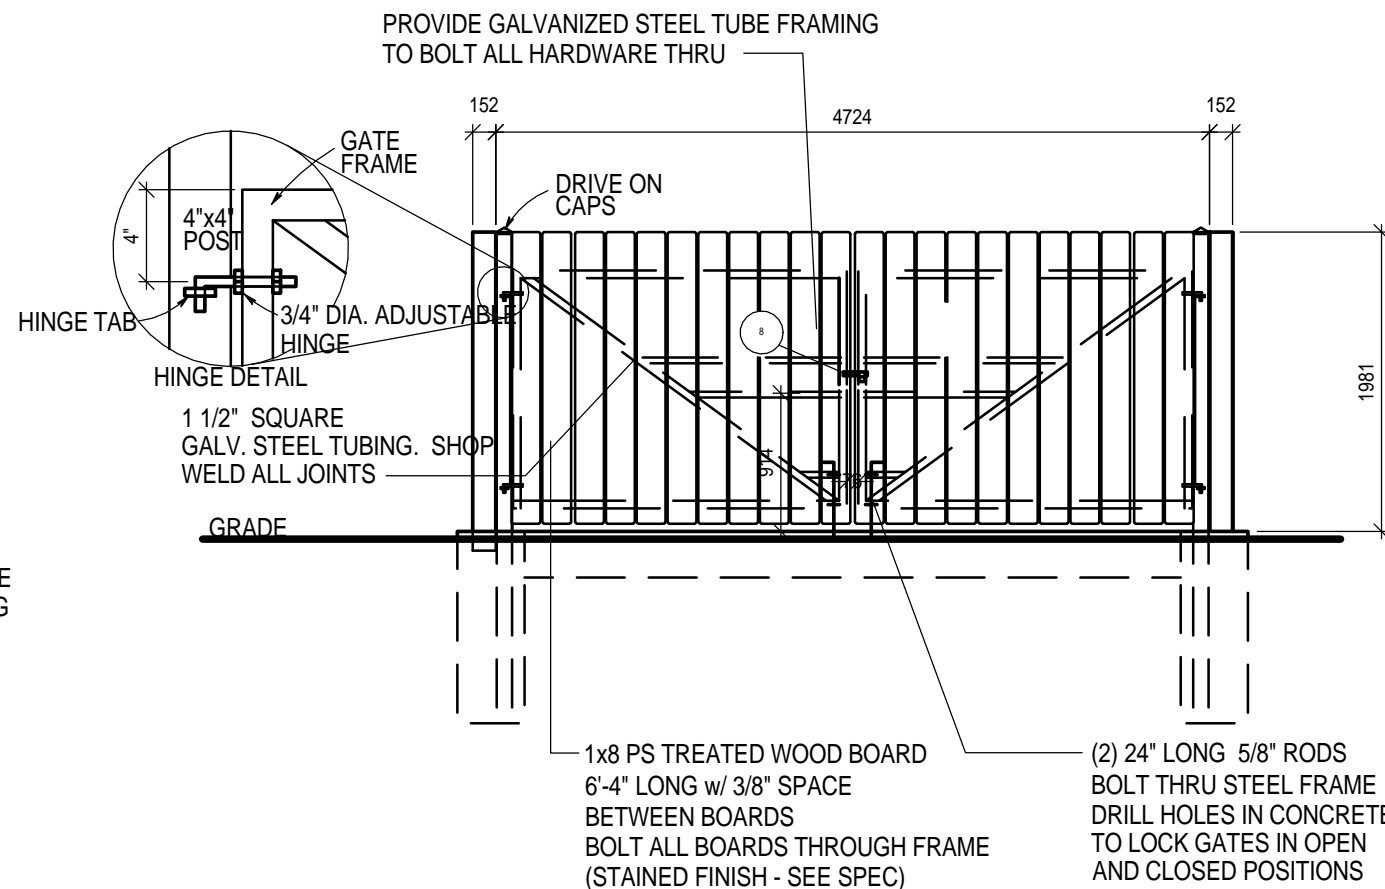 PROVIDE GALVANIZED STEEL TUBE FRAMING
TO BOLT ALL HARDWARE THRU
152
4724
152
GATE
FRAME
DRIVE ON
CAPS
4"x4"
POST
4"
HINGE TAB
3/4" DIA. ADJUSTABLE
HINGE
HINGE DETAIL
8
1981
1 1/2" SQUARE
GALV. STEEL TUBING. SHOP
WELD ALL JOINTS
914
GRADE
E
G
1x8 PS TREATED WOOD BOARD
6'-4" LONG w/ 3/8" SPACE
BETWEEN BOARDS
BOLT ALL BOARDS THROUGH FRAME
(STAINED FINISH - SEE SPEC)
(2) 24" LONG 5/8" RODS
BOLT THRU STEEL FRAME
DRILL HOLES IN CONCRETE
TO LOCK GATES IN OPEN
AND CLOSED POSITIONS